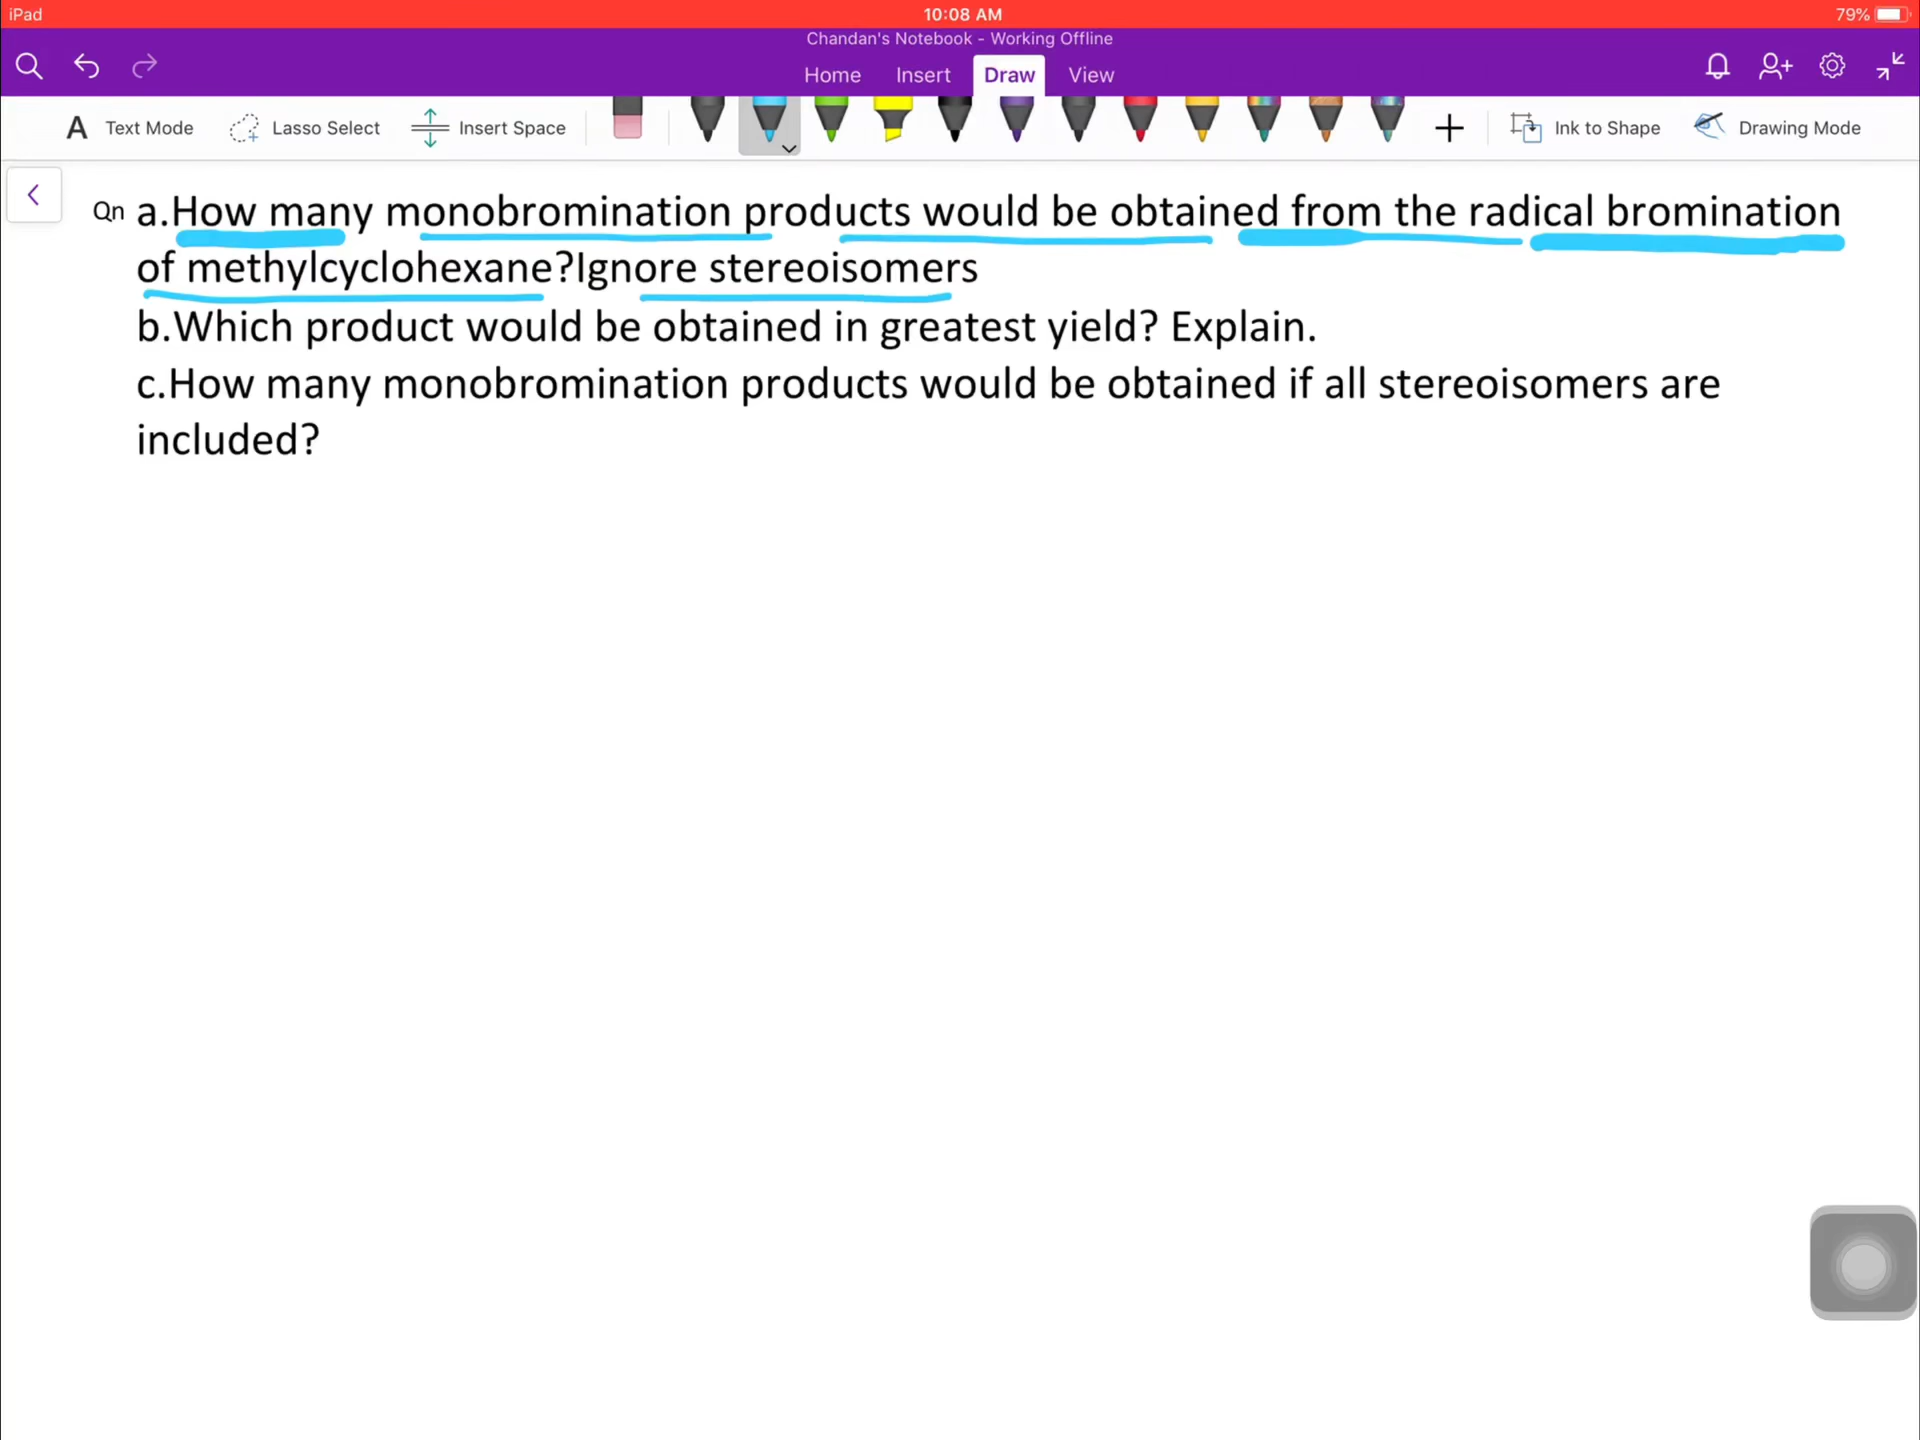 iPad 10:08 AM 79%
Chandan's Notebook - Working Offline
Home Insert Draw View
A Text Mode Lasso Select Insert Space Ink to Shape Drawing Mode
Qn a.How many monobromination products would be obtained from the radical bromination
of methylcyclohexane?Ignore stereoisomers
b.Which product would be obtained in greatest yield? Explain.
c.How many monobromination products would be obtained if all stereoisomers are
included?